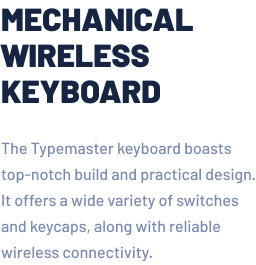 MECHANICAL
WIRELESS
KEYBOARD
The Typemaster keyboard boasts
top-notch build and practical design.
It offers a wide variety of switches
and keycaps, along with reliable
wireless connectivity.